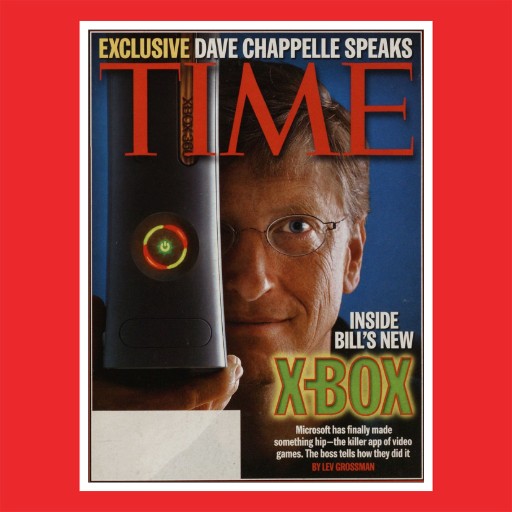 EXCLUSIVE DAVE CHAPPELLE SPEAKS
TIME
XBOX 360
INSIDE
BILL'S NEW
X-BOX
Microsoft has finally made
something hip—the killer app of video
games. The boss tells how they did it
BY LEV GROSSMAN